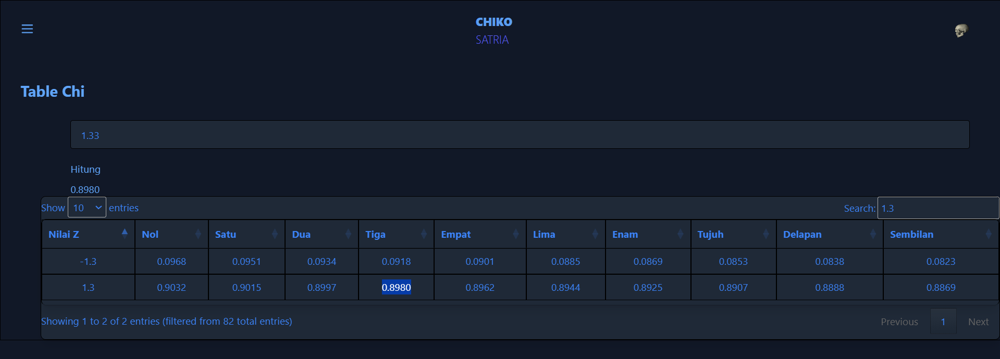 CHIKO
SATRIA
Table Chi
1.33
Hitung
0.8980
Show 10 entries
Search: 1.3
Nilai Z Nol Satu Dua Tiga Empat Lima Enam Tujuh Delapan Sembilan
-1.3 0.0968 0.0951 0.0934 0.0918 0.0901 0.0885 0.0869 0.0853 0.0838 0.0823
1.3 0.9032 0.9015 0.8997 0.8980 0.8962 0.8944 0.8925 0.8907 0.8888 0.8869
Showing 1 to 2 of 2 entries (filtered from 82 total entries)
Previous 1 Next